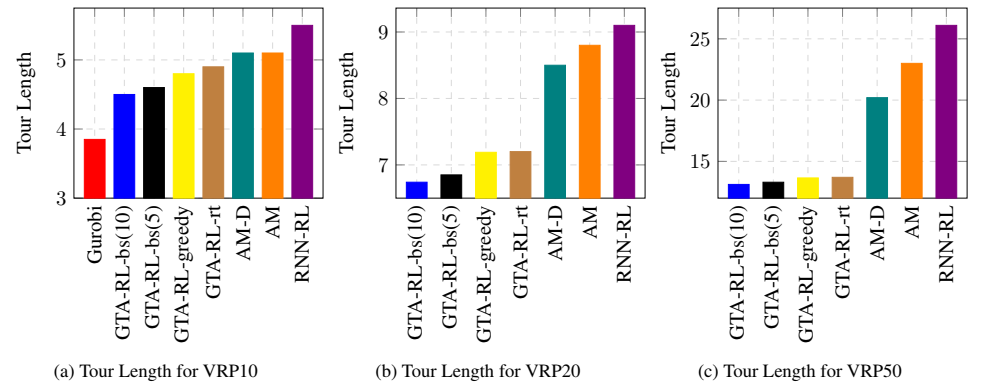 Tour Length
5
4
3
Gurobi
GTA-RL-bs(10)
GTA-RL-bs(5)
GTA-RL-greedy
GTA-RL-rt
AM-D
AM
RNN-RL
(a) Tour Length for VRP10
Tour Length
9
8
7
GTA-RL-bs(10)
GTA-RL-bs(5)
GTA-RL-greedy
GTA-RL-rt
AM-D
AM
RNN-RL
(b) Tour Length for VRP20
Tour Length
25
20
15
GTA-RL-bs(10)
GTA-RL-bs(5)
GTA-RL-greedy
GTA-RL-rt
AM-D
AM
RNN-RL
(c) Tour Length for VRP50